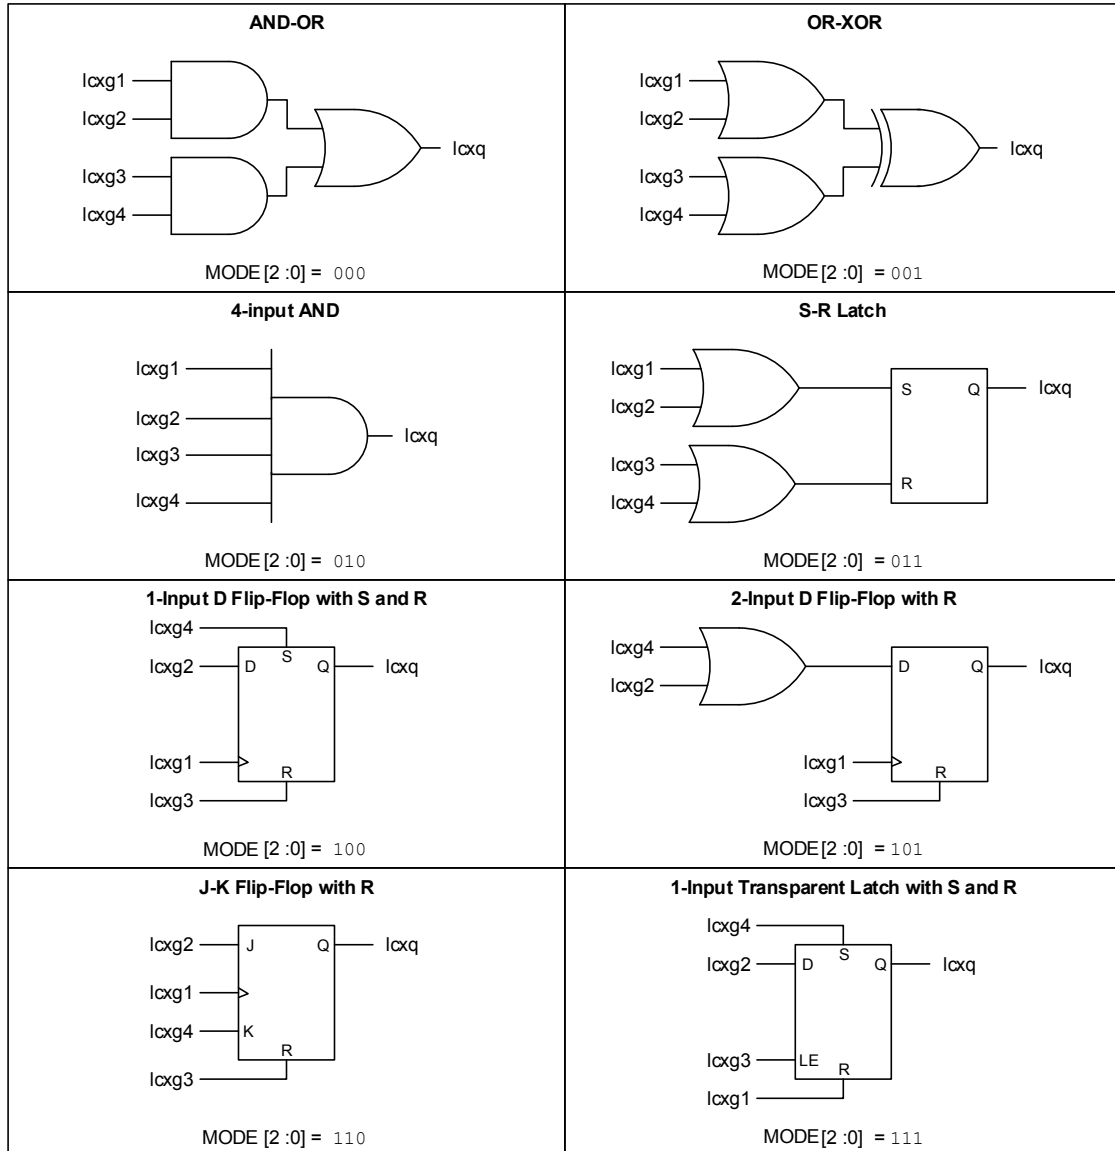 AND-OR
lcxg1
lcxg2
lcxg3
lcxg4
lcxq
MODE [2 :0] = 000
OR-XOR
lcxg1
lcxg2
lcxg3
lcxg4
lcxq
MODE[2 :0] = 001
4-input AND
lcxg1
lcxg2
lcxg3
lcxg4
lcxq
MODE [2 :0] = 010
S-R Latch
lcxg1
lcxg2
lcxg3
lcxg4
S Q lcxq
R
MODE[2 :0] = 011
1-Input D Flip-Flop with S and R
lcxg4
S
lcxg2 D Q lcxq
lcxg1
R
lcxg3
MODE [2 :0] = 100
2-Input D Flip-Flop with R
lcxg4
lcxg2
D Q lcxq
lcxg1
R
lcxg3
MODE[2 :0] = 101
J-K Flip-Flop with R
lcxg2 J Q lcxq
lcxg1
lcxg4 K
R
lcxg3
MODE [2 :0] = 110
1-Input Transparent Latch with S and R
lcxg4
S
lcxg2 D Q lcxq
lcxg3 LE
R
lcxg1
MODE[2 :0] = 111